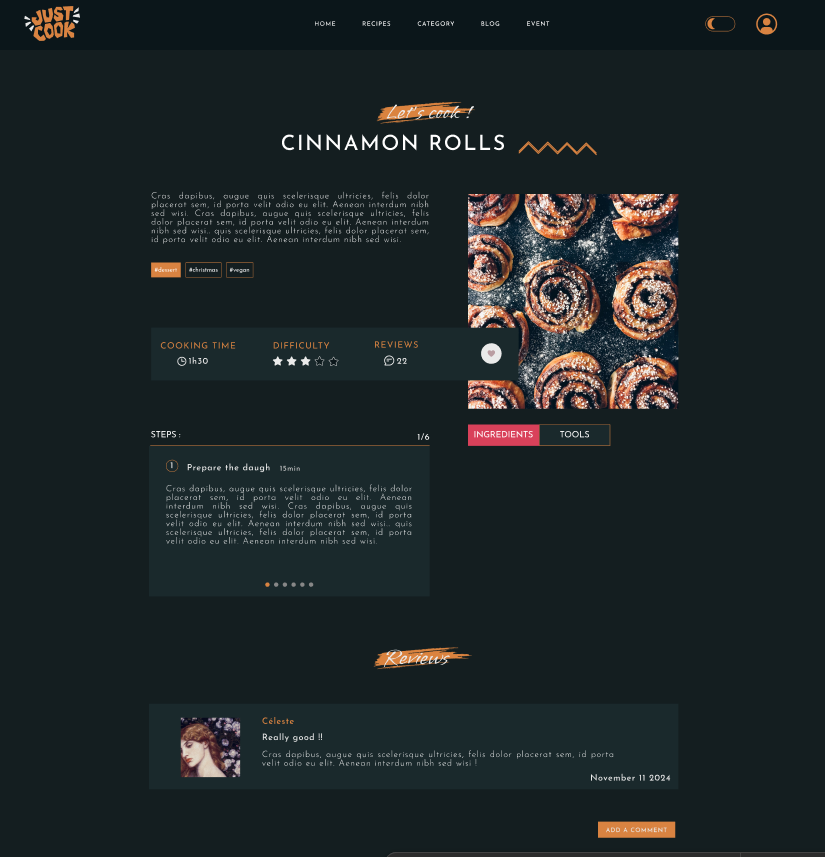 JUST
COOK
HOME RECIPES CATEGORY BLOG EVENT
Let's cook !
CINNAMON ROLLS
Cras dapibus, augue quis scelerisque ultricies, felis dolor
placerat sem, id porta velit odio eu elit. Aenean interdum nibh
sed wisi. Cras dapibus, augue quis scelerisque ultricies, felis
dolor placerat sem, id porta velit odio eu elit. Aenean interdum
nibh sed wisi.. quis scelerisque ultricies, felis dolor placerat sem,
id porta velit odio eu elit. Aenean interdum nibh sed wisi.
#dessert #christmas #vegan
COOKING TIME DIFFICULTY REVIEWS
1h30 22
STEPS : 1/6
INGREDIENTS TOOLS
1 Prepare the dough 15min
Cras dapibus, augue quis scelerisque ultricies, felis dolor
placerat sem, id porta velit odio eu elit. Aenean
interdum nibh sed wisi. Cras dapibus, augue quis
scelerisque ultricies, felis dolor placerat sem, id porta
velit odio eu elit. Aenean interdum nibh sed wisi.. quis
scelerisque ultricies, felis dolor placerat sem, id porta
velit odio eu elit. Aenean interdum nibh sed wisi.
Reviews
Céleste
Really good !!
Cras dapibus, augue quis scelerisque ultricies, felis dolor placerat sem, id porta
velit odio eu elit. Aenean interdum nibh sed wisi !
November 11 2024
ADD A COMMENT